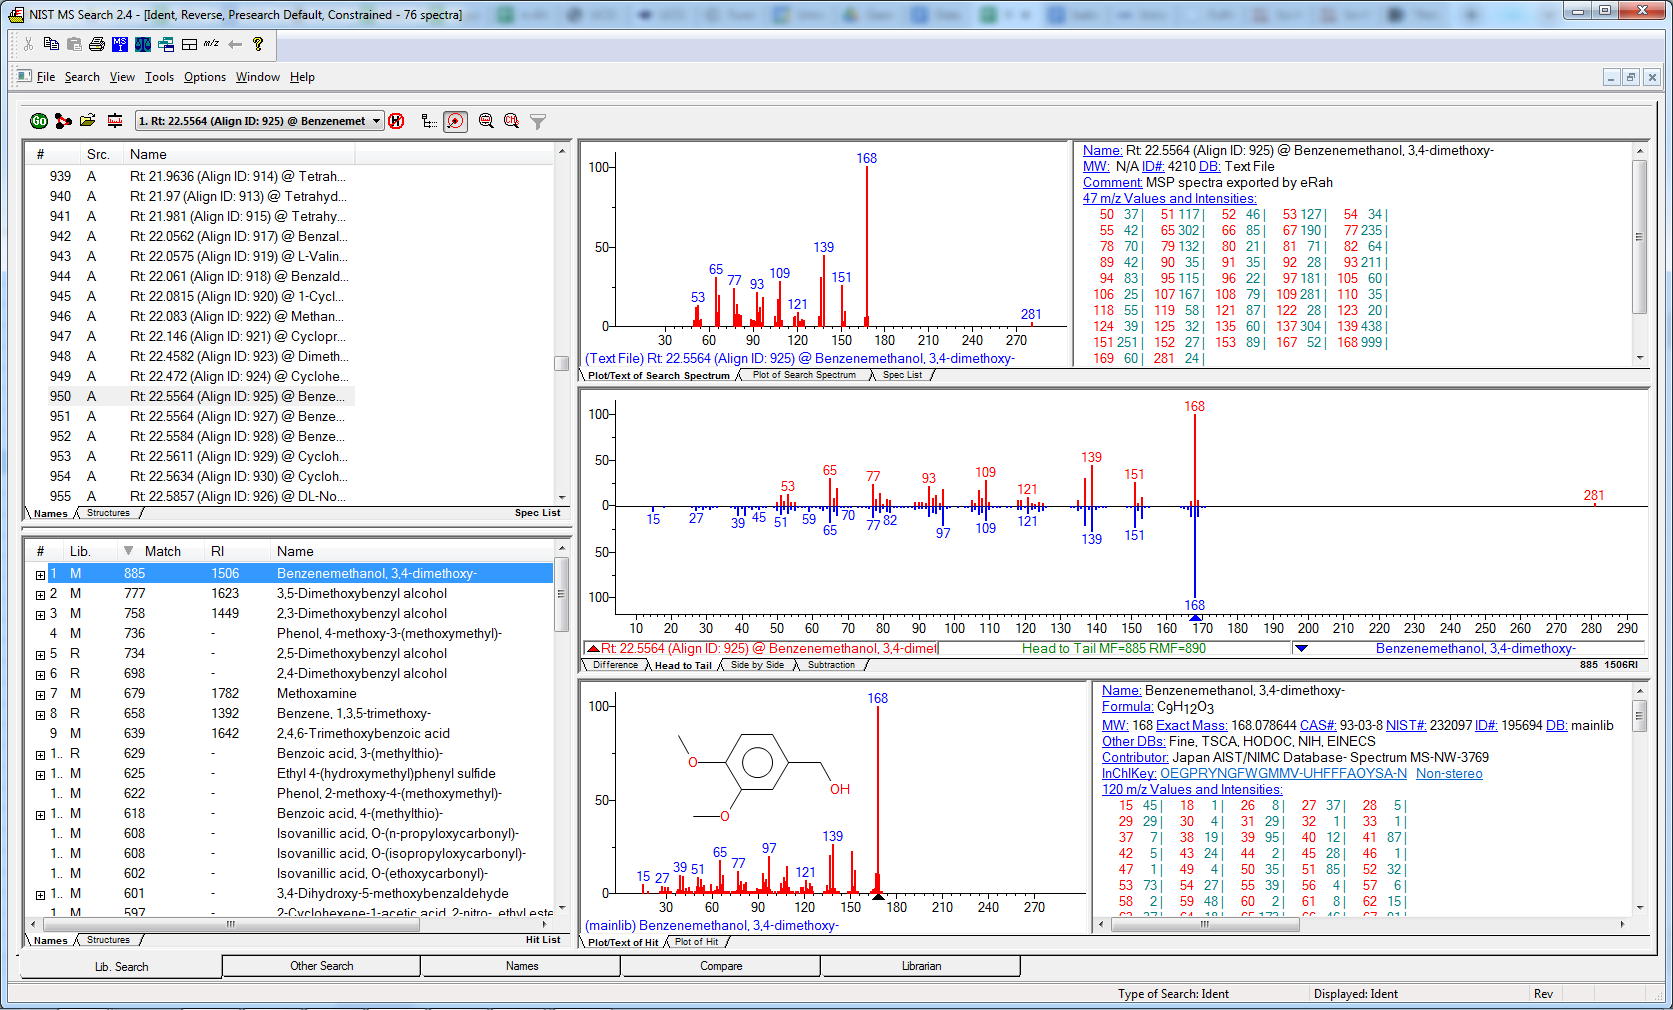 NIST MS Search 2.4 - [Ident, Reverse, Presearch Default, Constrained - 76 spectra]
File Search View Tools Options Window Help
1. Rt: 22.5564 (Align ID: 925) @ Benzenemet
# Src. Name
939 A Rt: 21.9636 (Align ID: 914) @ Tetrah...
940 A Rt: 21.97 (Align ID: 913) @ Tetrahyd...
941 A Rt: 21.981 (Align ID: 915) @ Tetrahy...
942 A Rt: 22.0562 (Align ID: 917) @ Benzal...
943 A Rt: 22.0575 (Align ID: 919) @ L-Valin...
944 A Rt: 22.061 (Align ID: 918) @ Benzald...
945 A Rt: 22.0815 (Align ID: 920) @ 1-Cycl...
946 A Rt: 22.083 (Align ID: 922) @ Methan...
947 A Rt: 22.146 (Align ID: 921) @ Cyclopr...
948 A Rt: 22.4582 (Align ID: 923) @ Dimeth...
949 A Rt: 22.472 (Align ID: 924) @ Cyclohe...
950 A Rt: 22.5564 (Align ID: 925) @ Benze...
951 A Rt: 22.5564 (Align ID: 927) @ Benze...
952 A Rt: 22.5584 (Align ID: 928) @ Benze...
953 A Rt: 22.5611 (Align ID: 929) @ Cycloh...
954 A Rt: 22.5634 (Align ID: 930) @ Cycloh...
955 A Rt: 22.5857 (Align ID: 926) @ DL-No...
Names Structures Spec List
# Lib. Match RI Name
1 M 885 1506 Benzenemethanol, 3,4-dimethoxy-
2 M 777 1623 3,5-Dimethoxybenzyl alcohol
3 M 758 1449 2,3-Dimethoxybenzyl alcohol
4 M 736 - Phenol, 4-methoxy-3-(methoxymethyl)-
5 R 734 - 2,5-Dimethoxybenzyl alcohol
6 R 698 - 2,4-Dimethoxybenzyl alcohol
7 M 679 1782 Methoxamine
8 R 658 1392 Benzene, 1,3,5-trimethoxy-
9 M 639 1642 2,4,6-Trimethoxybenzoic acid
1.. R 629 - Benzoic acid, 3-(methylthio)-
1.. M 625 - Ethyl 4-(hydroxymethyl)phenyl sulfide
1.. M 622 - Phenol, 2-methoxy-4-(methoxymethyl)-
1.. M 618 - Benzoic acid, 4-(methylthio)-
1.. M 608 - Isovanillic acid, O-(n-propyloxycarbonyl)-
1.. M 608 - Isovanillic acid, O-(isopropyloxycarbonyl)-
1.. M 602 - Isovanillic acid, O-(ethoxycarbonyl)-
1.. M 601 - 3,4-Dihydroxy-5-methoxybenzaldehyde
1.. M 597 - 2-Cyclohexene-1-acetic acid, 2-nitro-, ethyl este
Names Structures Hit List
100
50
0
53 65 77 93 109 121 139 151 168 281
30 60 90 120 150 180 210 240 270
(Text File) Rt: 22.5564 (Align ID: 925) @ Benzenemethanol, 3,4-dimethoxy-
Plot/Text of Search Spectrum Plot of Search Spectrum Spec List
Name: Rt: 22.5564 (Align ID: 925) @ Benzenemethanol, 3,4-dimethoxy-
MW: N/A ID#: 4210 DB: Text File
Comment: MSP spectra exported by eRah
47 m/z Values and Intensities:
50 37| 51 117| 52 46| 53 127| 54 34|
55 42| 65 302| 66 85| 67 190| 77 235|
78 70| 79 132| 80 21| 81 71| 82 64|
89 42| 90 35| 91 35| 92 28| 93 211|
94 83| 95 115| 96 22| 97 181| 105 60|
106 25| 107 167| 108 79| 109 281| 110 35|
118 55| 119 58| 121 87| 122 28| 123 20|
124 39| 125 32| 135 60| 137 304| 139 438|
151 251| 152 27| 153 89| 167 52| 168 999|
169 60| 281 24|
100
50
0
50
100
53 65 77 93 109 121 139 151 168 281
15 27 39 45 51 59 65 70 77 82 97 109 121 139 151 168
10 20 30 40 50 60 70 80 90 100 110 120 130 140 150 160 170 180 190 200 210 220 230 240 250 260 270 280 290
Rt: 22.5564 (Align ID: 925) @ Benzenemethanol, 3,4-dimet Head to Tail MF=885 RMF=890 Benzenemethanol, 3,4-dimethoxy-
Difference Head to Tail Side by Side Subtraction 885 1506RI
100
50
0
15 27 39 51 65 77 97 121 139 168
O
O
OH
30 60 90 120 150 180 210 240 270
(mainlib) Benzenemethanol, 3,4-dimethoxy-
Plot/Text of Hit Plot of Hit
Name: Benzenemethanol, 3,4-dimethoxy-
Formula: C9H12O3
MW: 168 Exact Mass: 168.078644 CAS#: 93-03-8 NIST#: 232097 ID#: 195694 DB: mainlib
Other DBs: Fine, TSCA, HODOC, NIH, EINECS
Contributor: Japan AIST/NIMC Database- Spectrum MS-NW-3769
InChIKey: OEGPRYNGFWGMMV-UHFFFAOYSA-N Non-stereo
120 m/z Values and Intensities:
15 45| 18 1| 26 8| 27 37| 28 5|
29 29| 30 4| 31 29| 32 1| 33 1|
37 7| 38 19| 39 95| 40 12| 41 87|
42 5| 43 24| 44 2| 45 28| 46 1|
47 1| 49 4| 50 35| 51 85| 52 32|
53 73| 54 27| 55 39| 56 4| 57 6|
58 2| 59 48| 60 2| 61 8| 62 15|
Lib. Search Other Search Names Compare Librarian
Type of Search: Ident Displayed: Ident Rev